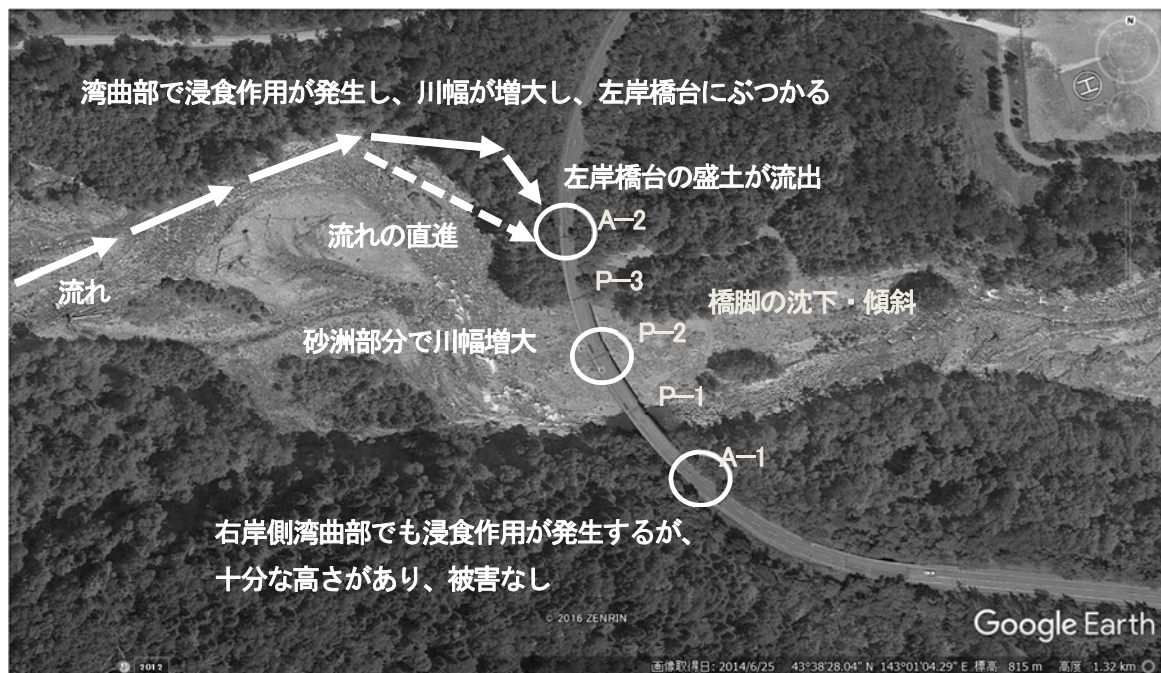 湾曲部で浸食作用が発生し、川幅が増大し、左岸橋台にぶつかる
左岸橋台の盛土が流出
A−2
流れの直進
流れ
P−3
橋脚の沈下・傾斜
P−2
砂洲部分で川幅増大
P−1
A−1
右岸側湾曲部でも浸食作用が発生するが、
十分な高さがあり、被害なし
N
© 2016 ZENRIN
Google Earth
2012
画像取得日: 2014/6/25 43°38'28.04" N 143°01'04.29" E 標高 815 m 高度 1.32 km